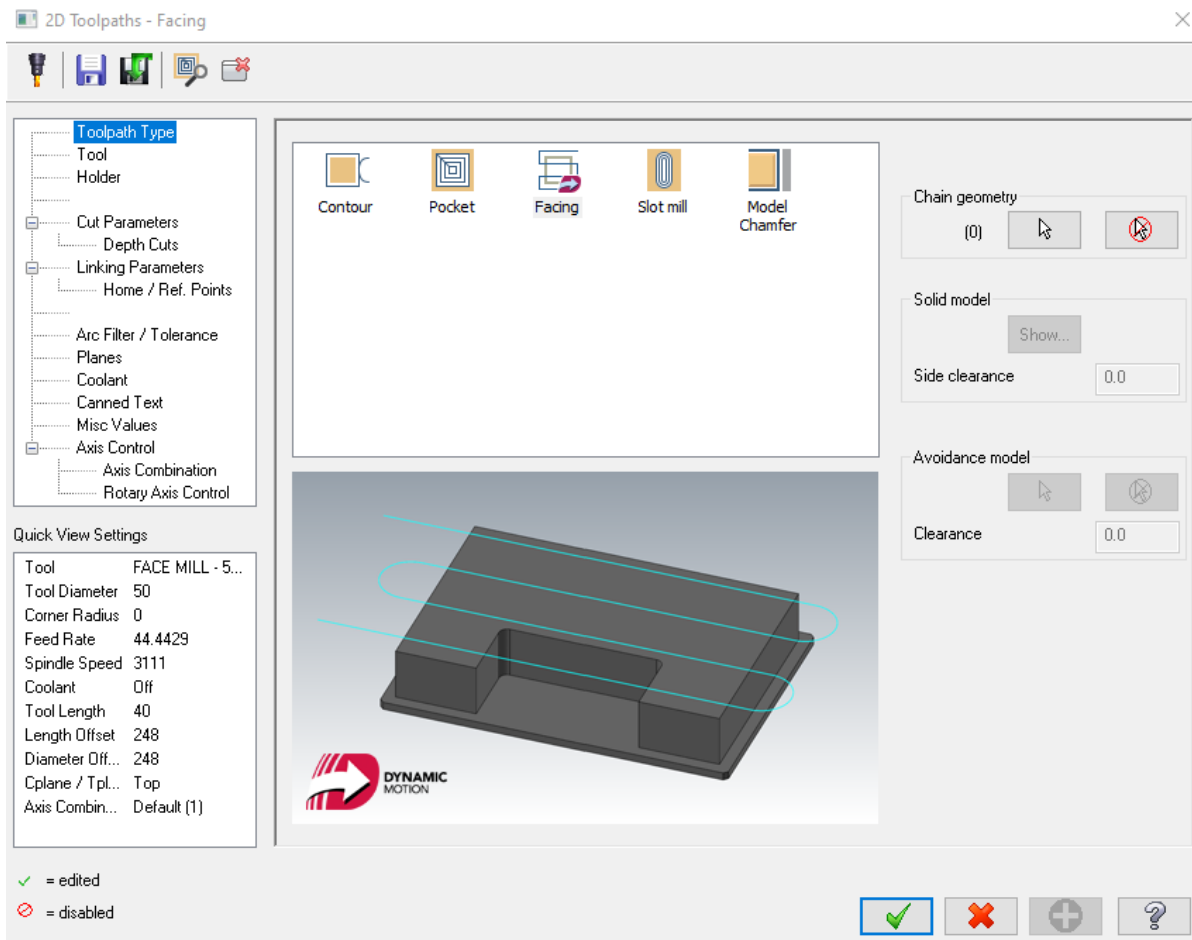 2D Toolpaths - Facing
Toolpath Type
Tool
Holder
Cut Parameters
Depth Cuts
Linking Parameters
Home / Ref. Points
Arc Filter / Tolerance
Planes
Coolant
Canned Text
Misc Values
Axis Control
Axis Combination
Rotary Axis Control
Quick View Settings
Tool FACE MILL - 5...
Tool Diameter 50
Corner Radius 0
Feed Rate 44.4429
Spindle Speed 3111
Coolant Off
Tool Length 40
Length Offset 248
Diameter Off... 248
Cplane / Tpl... Top
Axis Combin... Default (1)
= edited
= disabled
Contour Pocket Facing Slot mill Model
Chamfer
DYNAMIC
MOTION
Chain geometry
(0)
Solid model
Show...
Side clearance 0.0
Avoidance model
Clearance 0.0